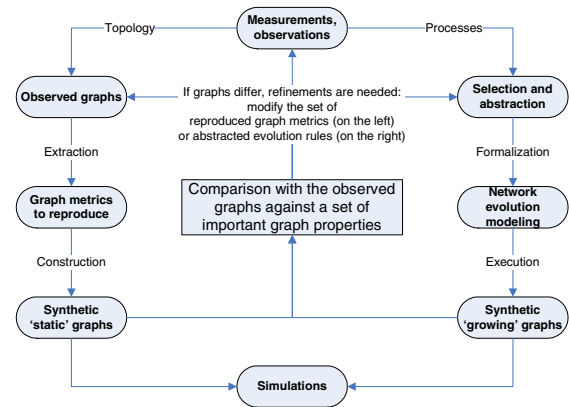 Measurements,
observations
Topology
Processes
Observed graphs
If graphs differ, refinements are needed:
modify the set of
reproduced graph metrics (on the left)
or abstracted evolution rules (on the right)
Selection and
abstraction
Extraction
Formalization
Graph metrics
to reproduce
Comparison with the observed
graphs against a set of
important graph properties
Network
evolution
modeling
Construction
Execution
Synthetic
‘static’ graphs
Synthetic
‘growing’ graphs
Simulations